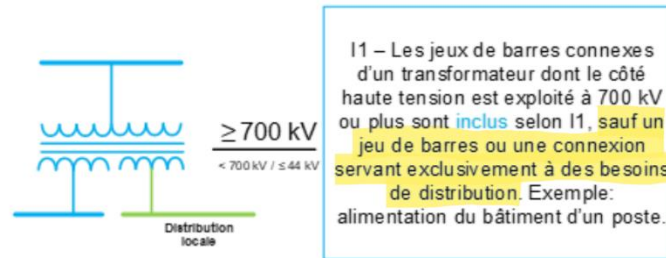 ≥700 kV
< 700 kV / ≤ 44 kV
Distribution
locale
I1 – Les jeux de barres connexes
d'un transformateur dont le côté
haute tension est exploité à 700 kV
ou plus sont inclus selon I1, sauf un
jeu de barres ou une connexion
servant exclusivement à des besoins
de distribution. Exemple:
alimentation du bâtiment d'un poste.